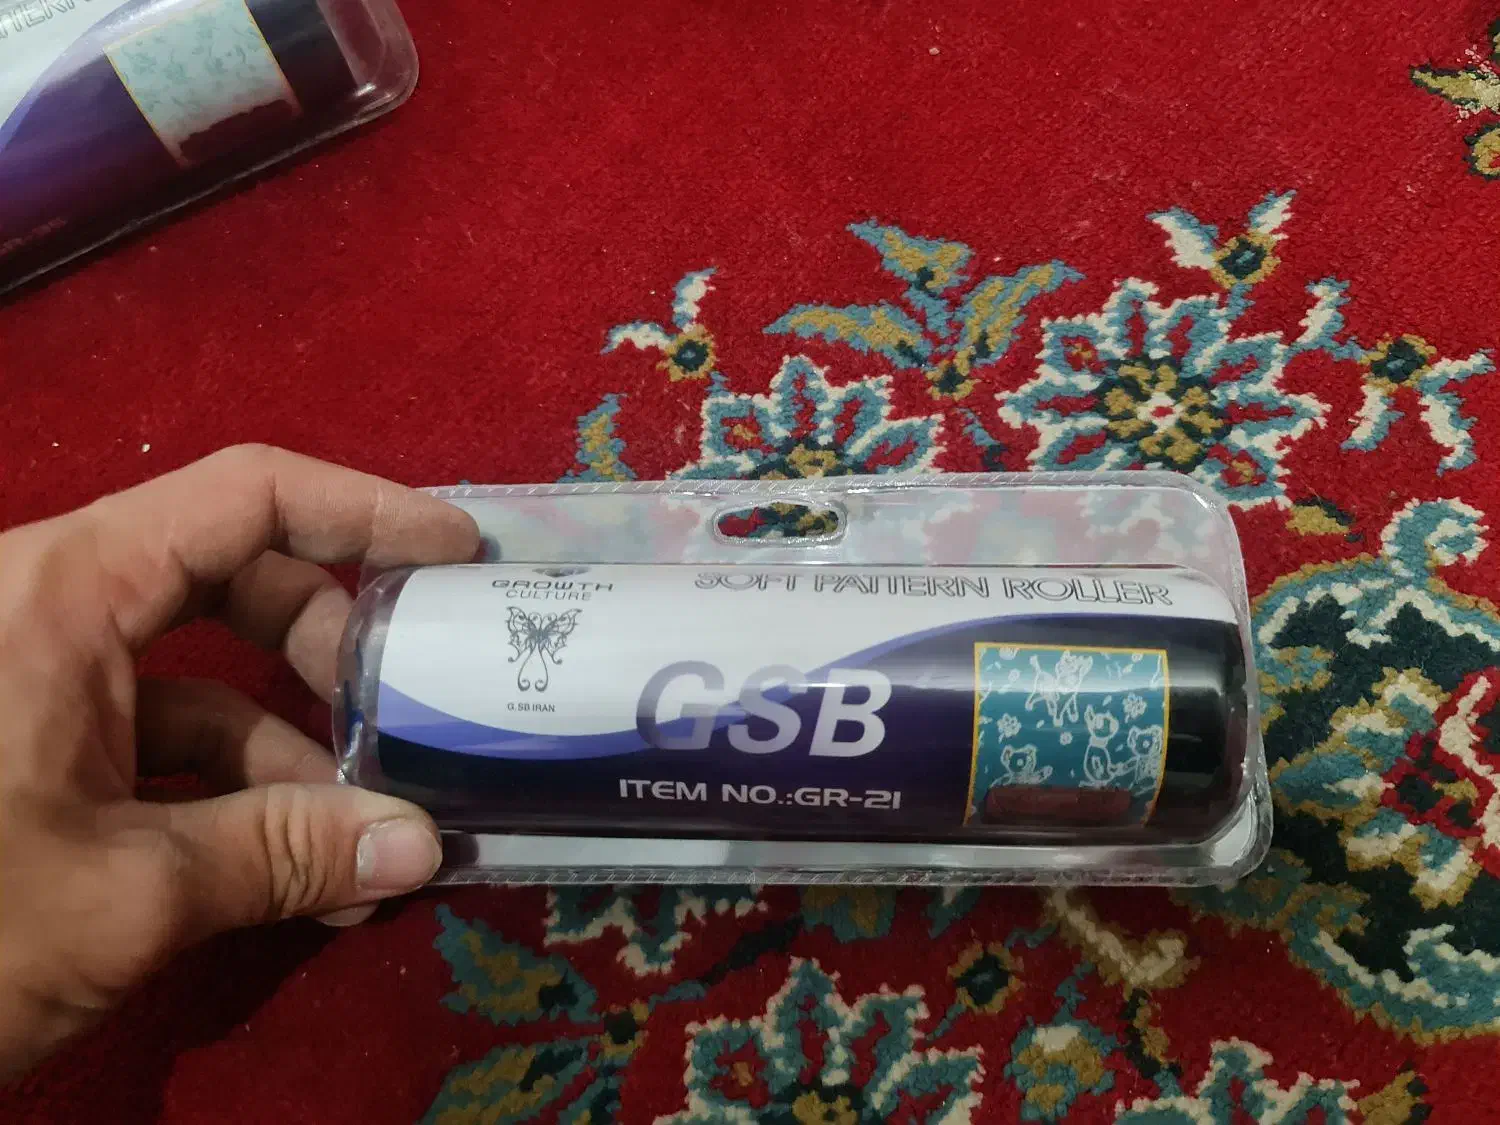 GROWTH
CULTURE
G.SB IRAN
SOFT PATTERN ROLLER
GSB
ITEM NO.:GR-21